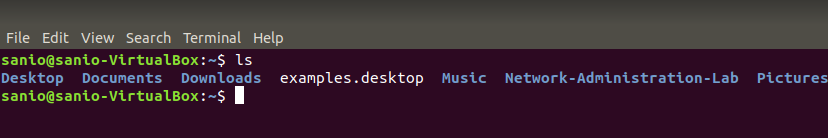 File Edit View Search Terminal Help
sanio@sanio-VirtualBox:~$ ls
Desktop Documents Downloads examples.desktop Music Network-Administration-Lab Pictures
sanio@sanio-VirtualBox:~$